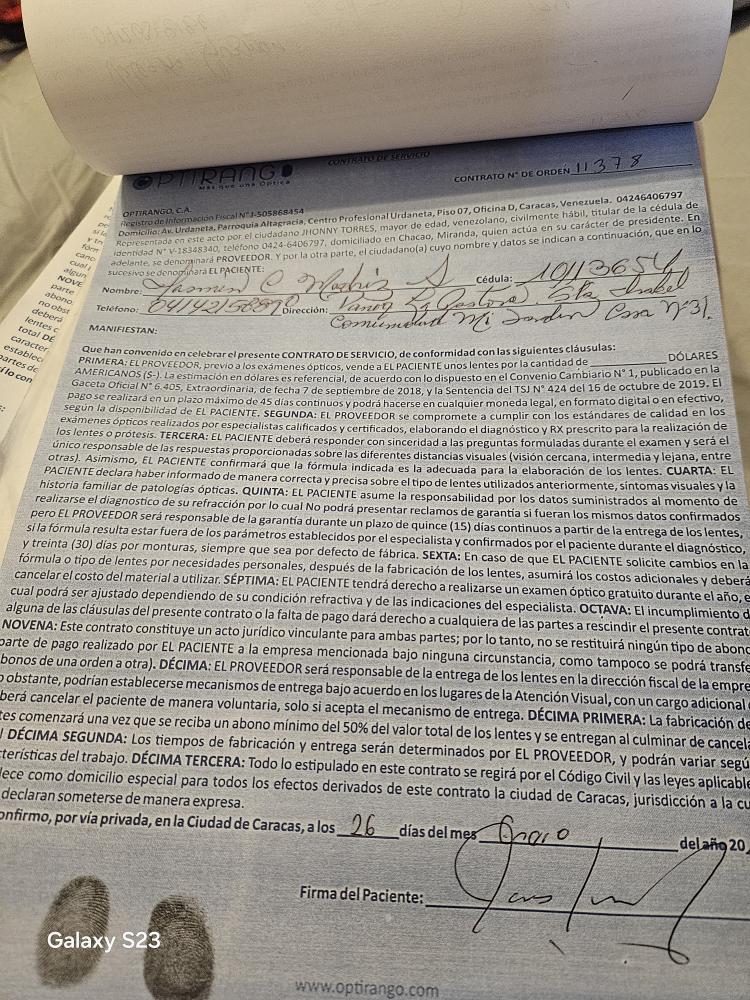 CONTRATO DE SERVICIO
OPTIRANGO
Más que una Óptica
CONTRATO N° DE ORDEN 11378
OPTIRANGO, C.A.
Registro de Información Fiscal N° J-505868454
Domicilio: Av. Urdaneta, Parroquia Altagracia, Centro Profesional Urdaneta, Piso 07, Oficina D, Caracas, Venezuela. 04246406797
Representada en este acto por el ciudadano JHONNY TORRES, mayor de edad, venezolano, civilmente hábil, titular de la cédula de
identidad N° V-18348340, teléfono 0424-6406797, domiciliado en Chacao, Miranda, quien actúa en su carácter de presidente. En
adelante, se denominará PROVEEDOR. Y por la otra parte, el ciudadano(a) cuyo nombre y datos se indican a continuación, que en lo
sucesivo se denominará EL PACIENTE:
Nombre: C Cédula: 10113654
Teléfono: Dirección: La Pastora. Sta Isabel
Comunidad Mi Jardin Casa N°31.
MANIFIESTAN:
Que han convenido en celebrar el presente CONTRATO DE SERVICIO, de conformidad con las siguientes cláusulas:
PRIMERA: EL PROVEEDOR, previo a los exámenes ópticos, vende a EL PACIENTE unos lentes por la cantidad de DÓLARES
AMERICANOS (S-). La estimación en dólares es referencial, de acuerdo con lo dispuesto en el Convenio Cambiario N° 1, publicado en la
Gaceta Oficial N° 6.405, Extraordinaria, de fecha 7 de septiembre de 2018, y la Sentencia del TSJ N° 424 del 16 de octubre de 2019. El
pago se realizará en un plazo máximo de 45 días continuos y podrá hacerse en cualquier moneda legal, en formato digital o en efectivo,
según la disponibilidad de EL PACIENTE. SEGUNDA: EL PROVEEDOR se compromete a cumplir con los estándares de calidad en los
exámenes ópticos realizados por especialistas calificados y certificados, elaborando el diagnóstico y RX prescrito para la realización de
los lentes o prótesis. TERCERA: EL PACIENTE deberá responder con sinceridad a las preguntas formuladas durante el examen y será el
único responsable de las respuestas proporcionadas sobre las diferentes distancias visuales (visión cercana, intermedia y lejana, entre
otras). Asimismo, EL PACIENTE confirmará que la fórmula indicada es la adecuada para la elaboración de los lentes. CUARTA: EL
PACIENTE declara haber informado de manera correcta y precisa sobre el tipo de lentes utilizados anteriormente, síntomas visuales y la
historia familiar de patologías ópticas. QUINTA: EL PACIENTE asume la responsabilidad por los datos suministrados al momento de
realizarse el diagnostico de su refracción por lo cual No podrá presentar reclamos de garantía si fueran los mismos datos confirmados
pero EL PROVEEDOR será responsable de la garantía durante un plazo de quince (15) días continuos a partir de la entrega de los lentes,
si la fórmula resulta estar fuera de los parámetros establecidos por el especialista y confirmados por el paciente durante el diagnóstico,
y treinta (30) días por monturas, siempre que sea por defecto de fábrica. SEXTA: En caso de que EL PACIENTE solicite cambios en la
fórmula o tipo de lentes por necesidades personales, después de la fabricación de los lentes, asumirá los costos adicionales y deberá
cancelar el costo del material a utilizar. SÉPTIMA: EL PACIENTE tendrá derecho a realizarse un examen óptico gratuito durante el año, e
cual podrá ser ajustado dependiendo de su condición refractiva y de las indicaciones del especialista. OCTAVA: El incumplimiento d
alguna de las cláusulas del presente contrato o la falta de pago dará derecho a cualquiera de las partes a rescindir el presente contrat
NOVENA: Este contrato constituye un acto jurídico vinculante para ambas partes; por lo tanto, no se restituirá ningún tipo de abono
parte de pago realizado por EL PACIENTE a la empresa mencionada bajo ninguna circunstancia, como tampoco se podrá transfe
bonos de una orden a otra). DÉCIMA: EL PROVEEDOR será responsable de la entrega de los lentes en la dirección fiscal de la empre
obstante, podrían establecerse mecanismos de entrega bajo acuerdo en los lugares de la Atención Visual, con un cargo adicional
berá cancelar el paciente de manera voluntaria, solo si acepta el mecanismo de entrega. DÉCIMA PRIMERA: La fabricación de
tes comenzará una vez que se reciba un abono mínimo del 50% del valor total de los lentes y se entregan al culminar de cancela
DÉCIMA SEGUNDA: Los tiempos de fabricación y entrega serán determinados por EL PROVEEDOR, y podrán variar segú
cterísticas del trabajo. DÉCIMA TERCERA: Todo lo estipulado en este contrato se regirá por el Código Civil y las leyes aplicable
lece como domicilio especial para todos los efectos derivados de este contrato la ciudad de Caracas, jurisdicción a la cu
declaran someterse de manera expresa.
onfirmo, por vía privada, en la Ciudad de Caracas, a los 26 días del mes Enero del año 20
Firma del Paciente:
Galaxy S23
www.optirango.com